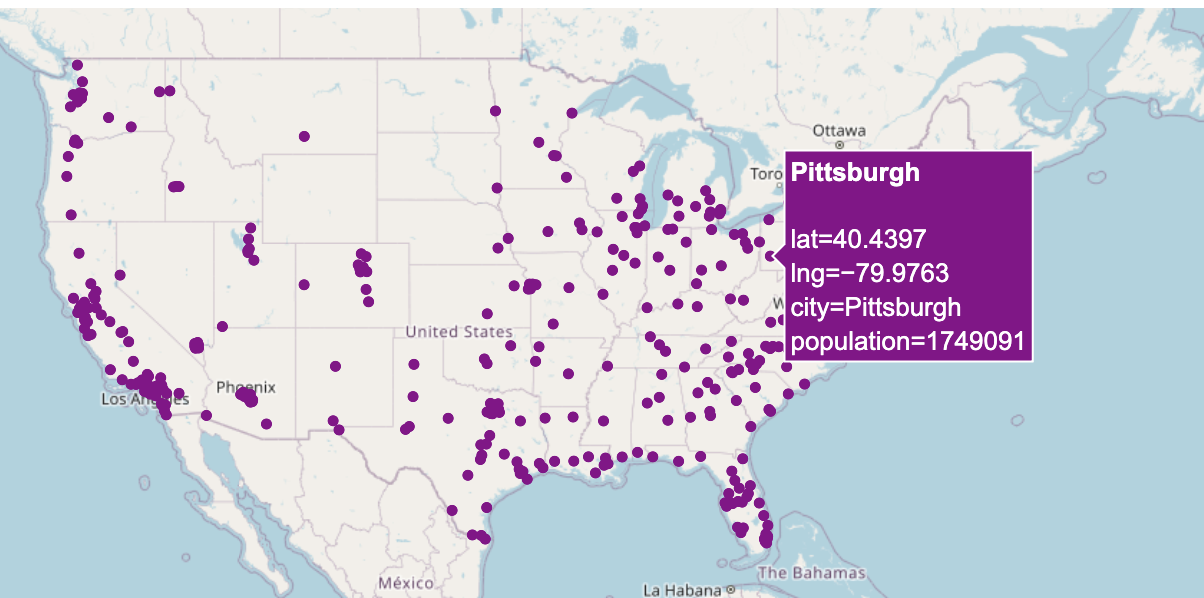 Ottawa
Toro
Pittsburgh
lat=40.4397
lng=−79.9763
city=Pittsburgh
population=1749091
W
United States
Phoenix
Los Angeles
México
La Habana
The Bahamas